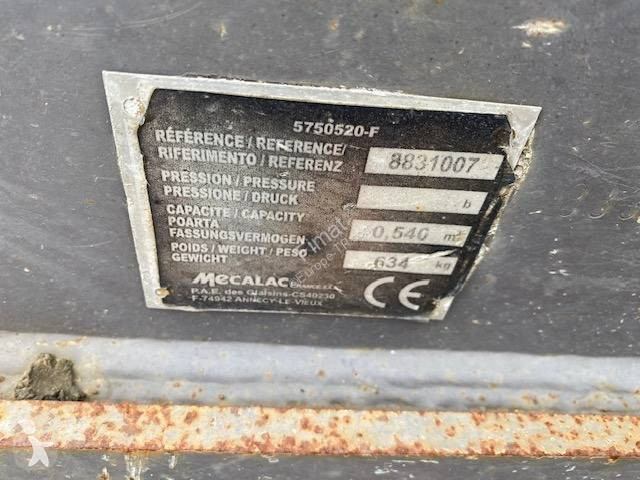 5750520-F
RÉFÉRENCE / REFERENCE/ 8831007
RIFERIMENTO / REFERENZ
PRESSION / PRESSURE
PRESSIONE / DRUCK b
CAPACITE / CAPACITY
POARTA 0,540 m³
FASSUNGSVERMOGEN
POIDS / WEIGHT / PESO 634 kg
GEWICHT
MECALAC FRANCE S.A. CE
P.A.E. des Glaisins-CS40230
F-74942 ANNECY-LE-VIEUX